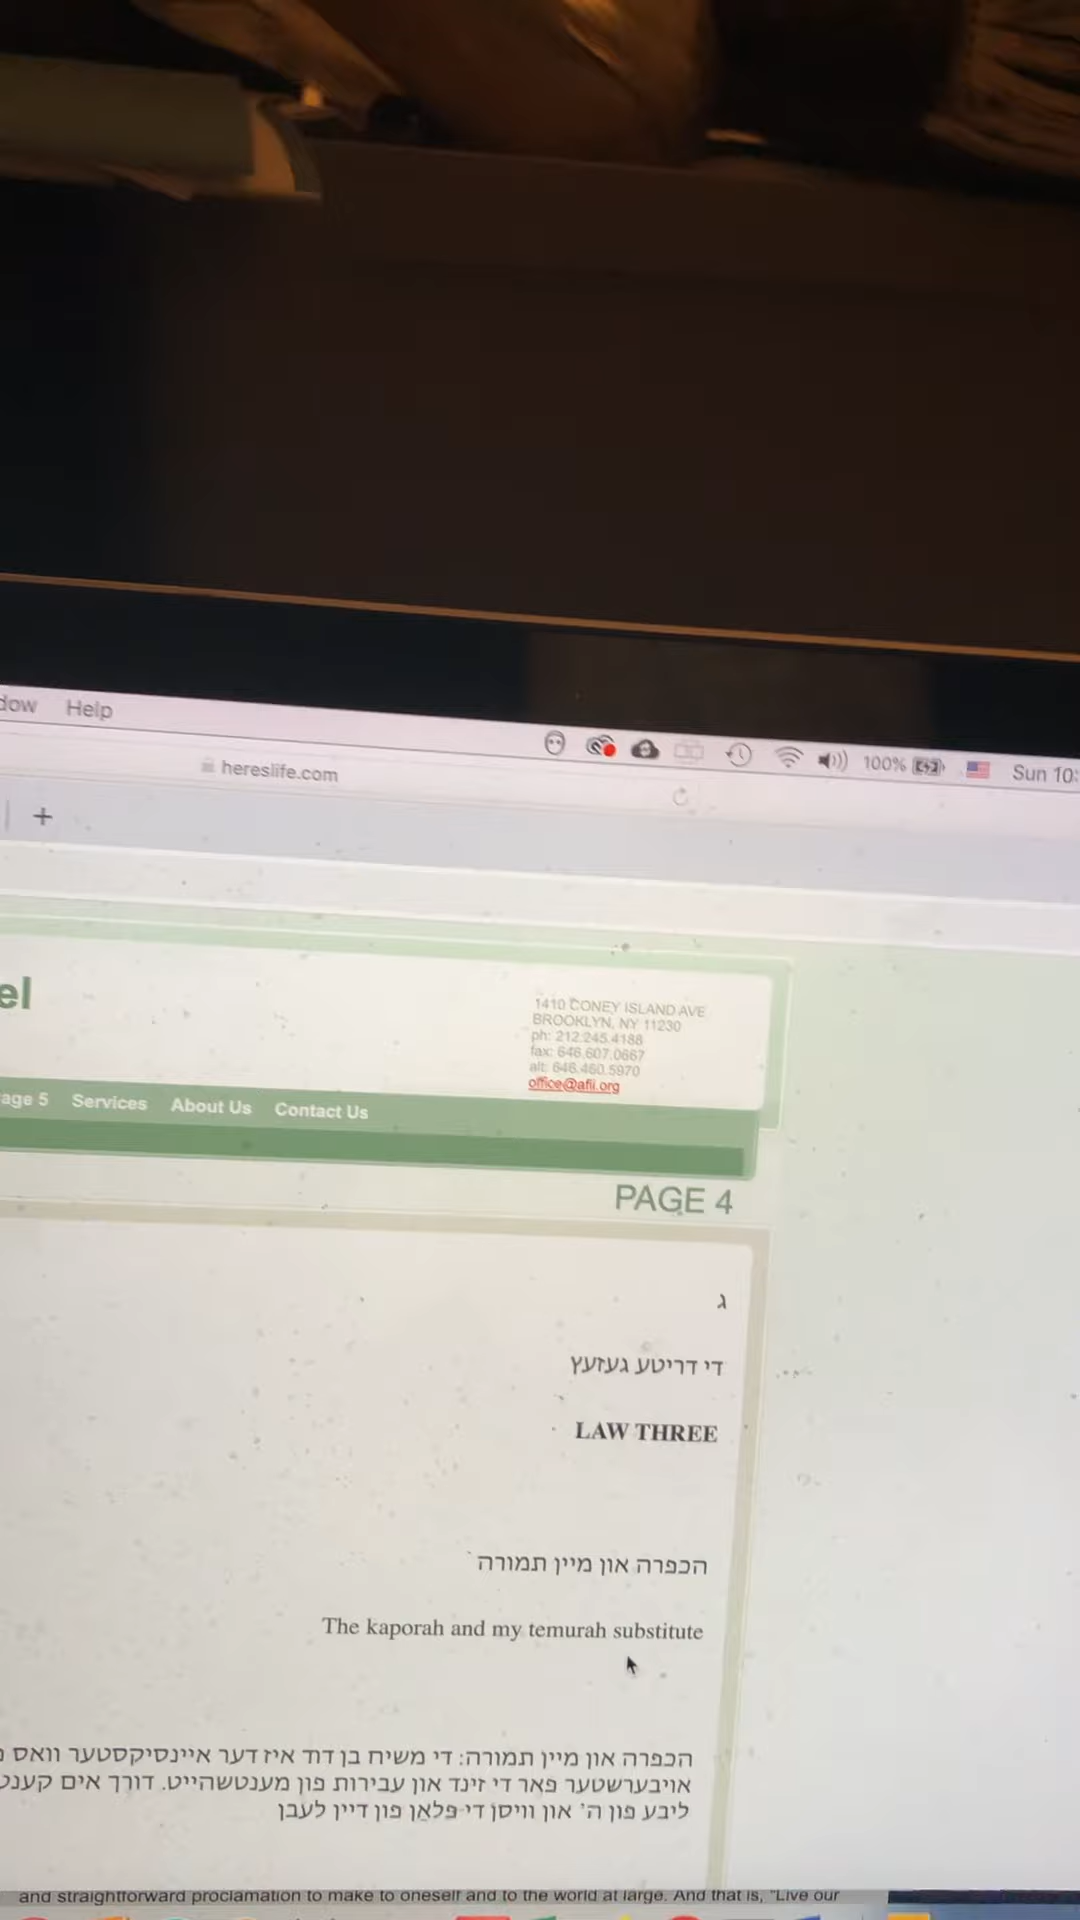 Help
100%
Sun 10:
hereslife.com
+
el
1410 CONEY ISLAND AVE
BROOKLYN, NY 11230
ph: 212.245.4188
fax: 646.607.0667
alt: 646.460.5970
office@afii.org
age 5 Services About Us Contact Us
PAGE 4
ג
די דריטע געזעץ
LAW THREE
הכפרה און מיין תמורה
The kaporah and my temurah substitute
הכפרה און מיין תמורה: די משיח בן דוד איז דער איינסיקסטער וואס
אויבערשטער פאר די זינד און עבירות פון מענטשהייט. דורך אים קענט
ליבע פון ה' און וויסן די פלאַן פון דיין לעבן
and straightforward proclamation to make to oneself and to the world at large. And that is, "Live our